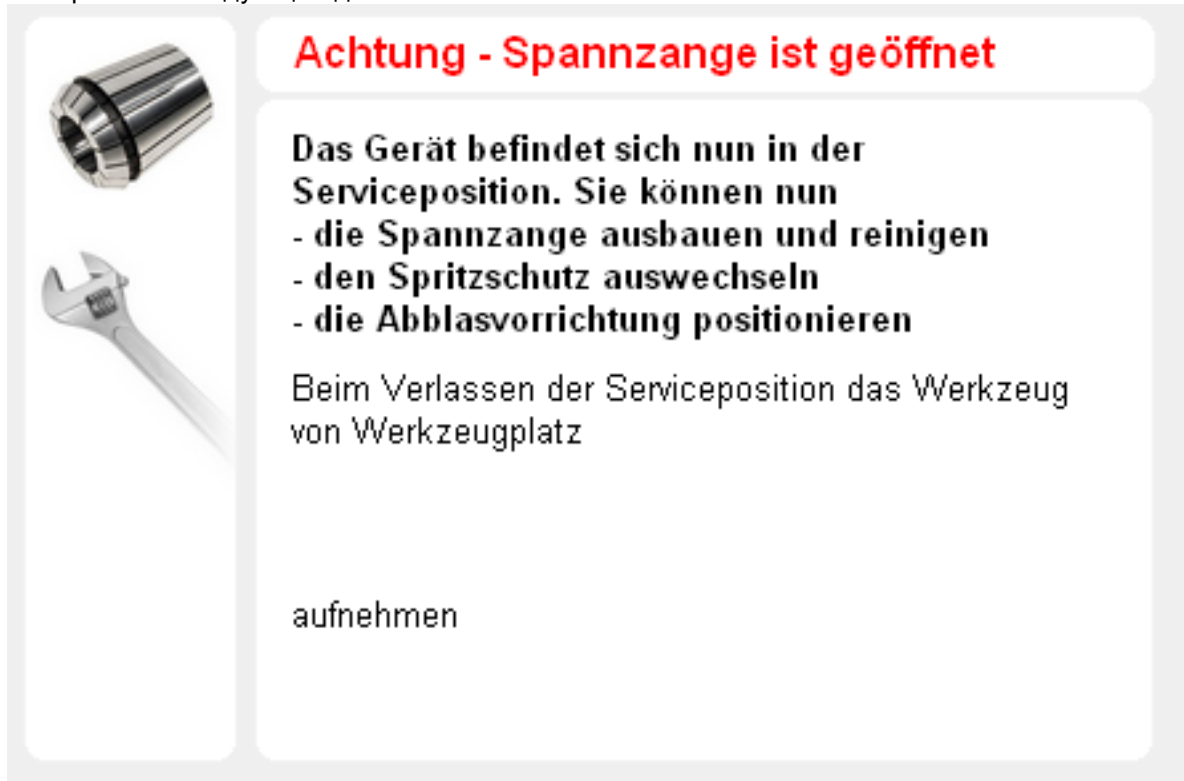 Achtung - Spannzange ist geöffnet
Das Gerät befindet sich nun in der
Serviceposition. Sie können nun
- die Spannzange ausbauen und reinigen
- den Spritzschutz auswechseln
- die Abblasvorrichtung positionieren
Beim Verlassen der Serviceposition das Werkzeug
von Werkzeugplatz
aufnehmen